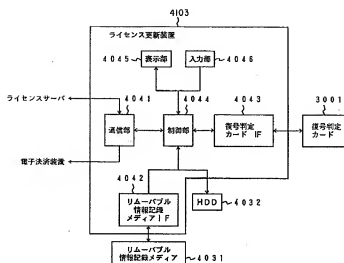 4103
ライセンス更新装置
4045
表示部
入力部
4046
ライセンスサーバ
4041
4044
4043
3001
通信部
制御部
復号判定
カード IF
復号判定
カード
電子決済装置
4042
リムーバブル
情報記録
メディアIF
HDD
4032
リムーバブル
情報記録メディア
4031